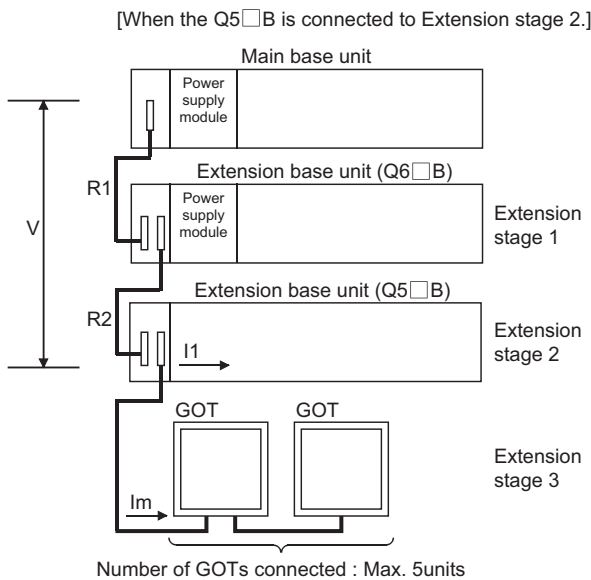 [When the Q5□B is connected to Extension stage 2.]
Main base unit
Power
supply
module
R1
Extension base unit (Q6□B)
Power
supply
module
Extension
stage 1
V
Extension base unit (Q5□B)
R2
I1
Extension
stage 2
GOT GOT
Extension
stage 3
Im
Number of GOTs connected : Max. 5units